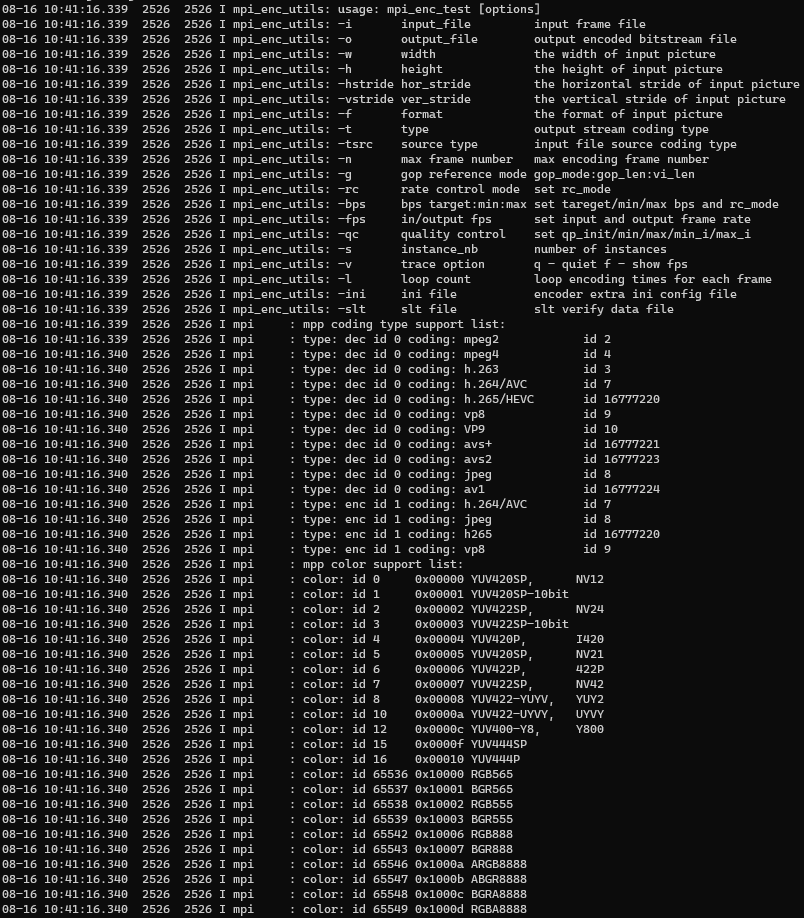 08-16 10:41:16.339  2526  2526 I mpi_enc_utils: usage: mpi_enc_test [options]
08-16 10:41:16.339  2526  2526 I mpi_enc_utils: -i       input_file         input frame file
08-16 10:41:16.339  2526  2526 I mpi_enc_utils: -o       output_file        output encoded bitstream file
08-16 10:41:16.339  2526  2526 I mpi_enc_utils: -w       width              the width of input picture
08-16 10:41:16.339  2526  2526 I mpi_enc_utils: -h       height             the height of input picture
08-16 10:41:16.339  2526  2526 I mpi_enc_utils: -hstride hor_stride         the horizontal stride of input picture
08-16 10:41:16.339  2526  2526 I mpi_enc_utils: -vstride ver_stride         the vertical stride of input picture
08-16 10:41:16.339  2526  2526 I mpi_enc_utils: -f       format             the format of input picture
08-16 10:41:16.339  2526  2526 I mpi_enc_utils: -t       type               output stream coding type
08-16 10:41:16.339  2526  2526 I mpi_enc_utils: -tsrc    source type        input file source coding type
08-16 10:41:16.339  2526  2526 I mpi_enc_utils: -n       max frame number   max encoding frame number
08-16 10:41:16.339  2526  2526 I mpi_enc_utils: -g       gop reference mode gop_mode:gop_len:vi_len
08-16 10:41:16.339  2526  2526 I mpi_enc_utils: -rc      rate control mode  set rc_mode
08-16 10:41:16.339  2526  2526 I mpi_enc_utils: -bps     bps target:min:max set tareget/min/max bps and rc_mode
08-16 10:41:16.339  2526  2526 I mpi_enc_utils: -fps     in/output fps      set input and output frame rate
08-16 10:41:16.339  2526  2526 I mpi_enc_utils: -qc      quality control    set qp_init/min/max/min_i/max_i
08-16 10:41:16.339  2526  2526 I mpi_enc_utils: -s       instance_nb        number of instances
08-16 10:41:16.339  2526  2526 I mpi_enc_utils: -v       trace option       q - quiet f - show fps
08-16 10:41:16.339  2526  2526 I mpi_enc_utils: -l       loop count         loop encoding times for each frame
08-16 10:41:16.339  2526  2526 I mpi_enc_utils: -ini     ini file           encoder extra ini config file
08-16 10:41:16.339  2526  2526 I mpi_enc_utils: -slt     slt file           slt verify data file
08-16 10:41:16.339  2526  2526 I mpi     : mpp coding type support list:
08-16 10:41:16.339  2526  2526 I mpi     : type: dec id 0 coding: mpeg2            id 2
08-16 10:41:16.340  2526  2526 I mpi     : type: dec id 0 coding: mpeg4            id 4
08-16 10:41:16.340  2526  2526 I mpi     : type: dec id 0 coding: h.263            id 3
08-16 10:41:16.340  2526  2526 I mpi     : type: dec id 0 coding: h.264/AVC        id 7
08-16 10:41:16.340  2526  2526 I mpi     : type: dec id 0 coding: h.265/HEVC       id 16777220
08-16 10:41:16.340  2526  2526 I mpi     : type: dec id 0 coding: vp8              id 9
08-16 10:41:16.340  2526  2526 I mpi     : type: dec id 0 coding: VP9              id 10
08-16 10:41:16.340  2526  2526 I mpi     : type: dec id 0 coding: avs+             id 16777221
08-16 10:41:16.340  2526  2526 I mpi     : type: dec id 0 coding: avs2             id 16777223
08-16 10:41:16.340  2526  2526 I mpi     : type: dec id 0 coding: jpeg             id 8
08-16 10:41:16.340  2526  2526 I mpi     : type: dec id 0 coding: av1              id 16777224
08-16 10:41:16.340  2526  2526 I mpi     : type: enc id 1 coding: h.264/AVC        id 7
08-16 10:41:16.340  2526  2526 I mpi     : type: enc id 1 coding: jpeg             id 8
08-16 10:41:16.340  2526  2526 I mpi     : type: enc id 1 coding: h265             id 16777220
08-16 10:41:16.340  2526  2526 I mpi     : type: enc id 1 coding: vp8              id 9
08-16 10:41:16.340  2526  2526 I mpi     : mpp color support list:
08-16 10:41:16.340  2526  2526 I mpi     : color: id 0     0x00000 YUV420SP,      NV12
08-16 10:41:16.340  2526  2526 I mpi     : color: id 1     0x00001 YUV420SP-10bit
08-16 10:41:16.340  2526  2526 I mpi     : color: id 2     0x00002 YUV422SP,      NV24
08-16 10:41:16.340  2526  2526 I mpi     : color: id 3     0x00003 YUV422SP-10bit
08-16 10:41:16.340  2526  2526 I mpi     : color: id 4     0x00004 YUV420P,       I420
08-16 10:41:16.340  2526  2526 I mpi     : color: id 5     0x00005 YUV420SP,      NV21
08-16 10:41:16.340  2526  2526 I mpi     : color: id 6     0x00006 YUV422P,       422P
08-16 10:41:16.340  2526  2526 I mpi     : color: id 7     0x00007 YUV422SP,      NV42
08-16 10:41:16.340  2526  2526 I mpi     : color: id 8     0x00008 YUV422-YUYV,   YUY2
08-16 10:41:16.340  2526  2526 I mpi     : color: id 10    0x0000a YUV422-UYVY,   UYVY
08-16 10:41:16.340  2526  2526 I mpi     : color: id 12    0x0000c YUV400-Y8,     Y800
08-16 10:41:16.340  2526  2526 I mpi     : color: id 15    0x0000f YUV444SP
08-16 10:41:16.340  2526  2526 I mpi     : color: id 16    0x00010 YUV444P
08-16 10:41:16.340  2526  2526 I mpi     : color: id 65536 0x10000 RGB565
08-16 10:41:16.340  2526  2526 I mpi     : color: id 65537 0x10001 BGR565
08-16 10:41:16.340  2526  2526 I mpi     : color: id 65538 0x10002 RGB555
08-16 10:41:16.340  2526  2526 I mpi     : color: id 65539 0x10003 BGR555
08-16 10:41:16.340  2526  2526 I mpi     : color: id 65542 0x10006 RGB888
08-16 10:41:16.340  2526  2526 I mpi     : color: id 65543 0x10007 BGR888
08-16 10:41:16.340  2526  2526 I mpi     : color: id 65546 0x1000a ARGB8888
08-16 10:41:16.340  2526  2526 I mpi     : color: id 65547 0x1000b ABGR8888
08-16 10:41:16.340  2526  2526 I mpi     : color: id 65548 0x1000c BGRA8888
08-16 10:41:16.340  2526  2526 I mpi     : color: id 65549 0x1000d RGBA8888